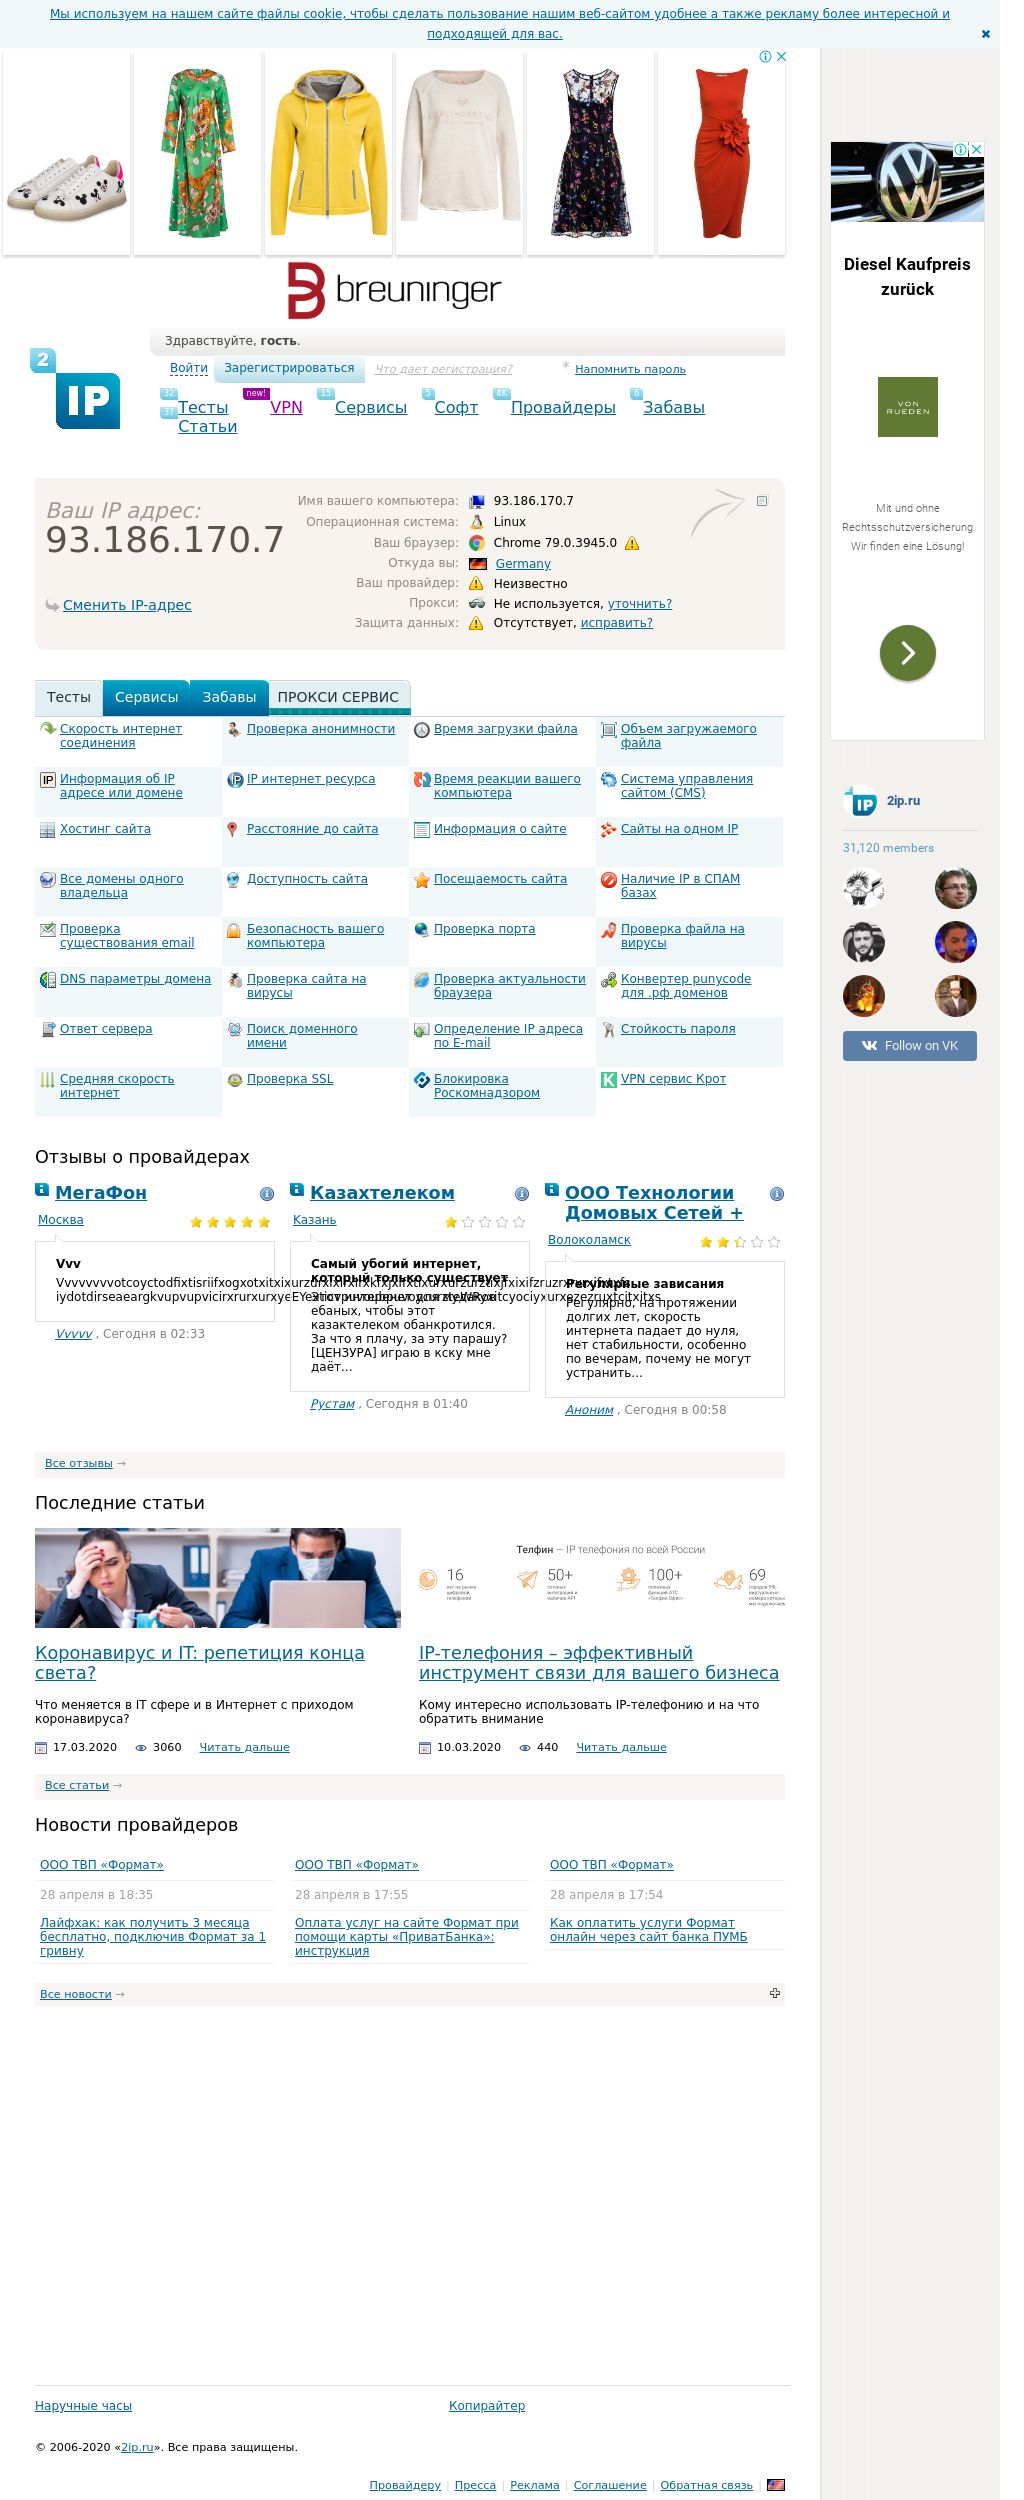 Мы используем на нашем сайте файлы cookie, чтобы сделать пользование нашим веб-сайтом удобнее а также рекламу более интересной и
подходящей для вас.
breuninger
Здравствуйте, гость.
Войти Зарегистрироваться Что дает регистрация? * Напомнить пароль
2 IP
32 Тесты new! VPN 15 Сервисы 5 Софт 4K Провайдеры 6 Забавы
37 Статьи
Ваш IP адрес:
93.186.170.7
Сменить IP-адрес
Имя вашего компьютера: 93.186.170.7
Операционная система: Linux
Ваш браузер: Chrome 79.0.3945.0
Откуда вы: Germany
Ваш провайдер: Неизвестно
Прокси: Не используется, уточнить?
Защита данных: Отсутствует, исправить?
Тесты Сервисы Забавы ПРОКСИ СЕРВИС
Скорость интернет
соединения
Проверка анонимности
Время загрузки файла
Объем загружаемого
файла
Информация об IP
адресе или домене
IP интернет ресурса
Время реакции вашего
компьютера
Система управления
сайтом (CMS)
Хостинг сайта
Расстояние до сайта
Информация о сайте
Сайты на одном IP
Все домены одного
владельца
Доступность сайта
Посещаемость сайта
Наличие IP в СПАМ
базах
Проверка
существования email
Безопасность вашего
компьютера
Проверка порта
Проверка файла на
вирусы
DNS параметры домена
Проверка сайта на
вирусы
Проверка актуальности
браузера
Конвертер punycode
для .рф доменов
Ответ сервера
Поиск доменного
имени
Определение IP адреса
по E-mail
Стойкость пароля
Средняя скорость
интернет
Проверка SSL
Блокировка
Роскомнадзором
VPN сервис Крот
Отзывы о провайдерах
МегаФон
Москва
Vvv
Vvvvvvvvotcoyctodfixtisriifxogxotxitxixurz
Vvvvv , Сегодня в 02:33
Казахтелеком
Казань
Самый убогий интернет,
который только существует
ебаных, чтобы этот
казактелеком обанкротился.
За что я плачу, за эту парашу?
[ЦЕНЗУРА] играю в кску мне
даёт...
Рустам , Сегодня в 01:40
ООО Технологии
Домовых Сетей +
Волоколамск
Регулярные зависания
Регулярно, на протяжении
долгих лет, скорость
интернета падает до нуля,
нет стабильности, особенно
по вечерам, почему не могут
устранить...
Аноним , Сегодня в 00:58
Все отзывы →
Последние статьи
Телфин — IP телефония по всей России
16
50+
100+
69
Коронавирус и IT: репетиция конца
света?
Что меняется в IT сфере и в Интернет с приходом
коронавируса?
17.03.2020 3060 Читать дальше
IP-телефония – эффективный
инструмент связи для вашего бизнеса
Кому интересно использовать IP-телефонию и на что
обратить внимание
10.03.2020 440 Читать дальше
Все статьи →
Новости провайдеров
ООО ТВП «Формат»
28 апреля в 18:35
Лайфхак: как получить 3 месяца
бесплатно, подключив Формат за 1
гривну
ООО ТВП «Формат»
28 апреля в 17:55
Оплата услуг на сайте Формат при
помощи карты «ПриватБанка»:
инструкция
ООО ТВП «Формат»
28 апреля в 17:54
Как оплатить услуги Формат
онлайн через сайт банка ПУМБ
Все новости →
Наручные часы Копирайтер
© 2006-2020 «2ip.ru». Все права защищены.
Провайдеру | Пресса | Реклама | Соглашение | Обратная связь |
Diesel Kaufpreis
zurück
VON
RUEDEN
Mit und ohne
Rechtsschutzversicherung.
Wir finden eine Lösung!
IP 2ip.ru
31,120 members
Follow on VK